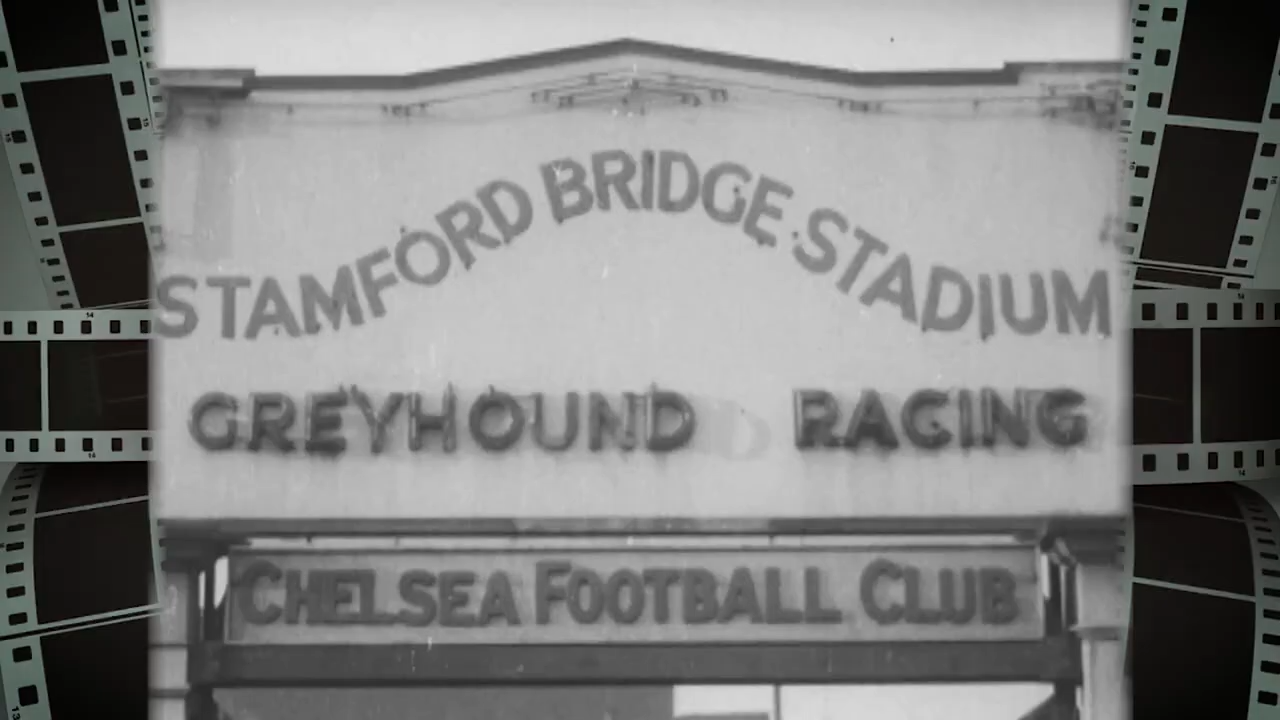 STAMFORD BRIDGE STADIUM
GREYHOUND RACING
CHELSEA FOOTBALL CLUB